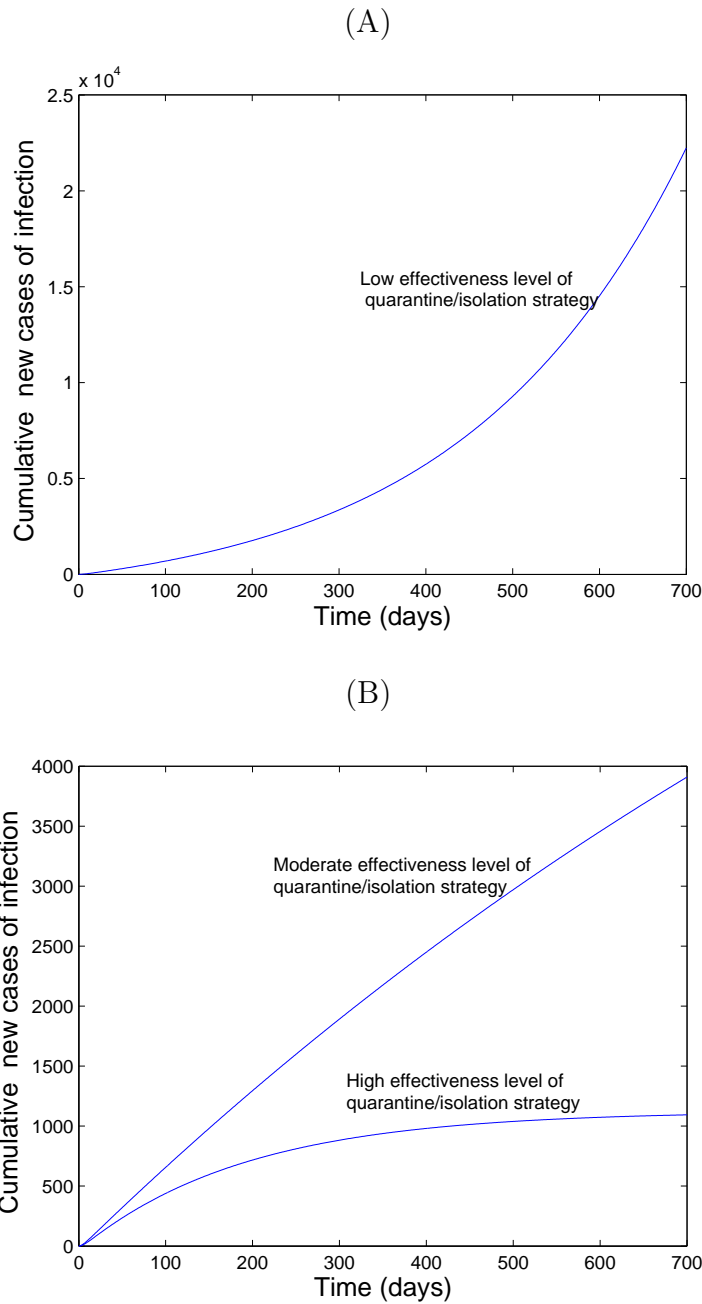 (A)
x 10^4
2.5
2
1.5
1
0.5
0
Cumulative new cases of infection
Low effectiveness level of
quarantine/isolation strategy
0 100 200 300 400 500 600 700
Time (days)
(B)
4000
3500
3000
2500
2000
1500
1000
500
0
Cumulative new cases of infection
Moderate effectiveness level of
quarantine/isolation strategy
High effectiveness level of
quarantine/isolation strategy
0 100 200 300 400 500 600 700
Time (days)